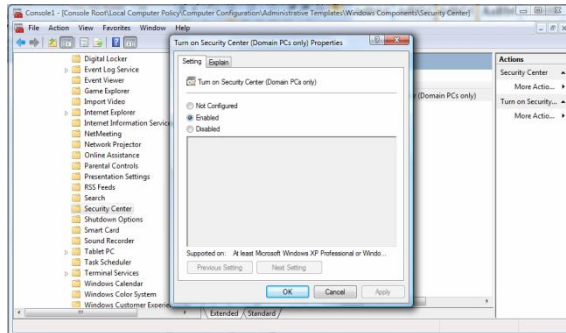 Console1 - [Console Root\Local Computer Policy\Computer Configuration\Administrative Templates\Windows Components\Security Center]
File Action View Favorites Window Help
Turn on Security Center (Domain PCs only) Properties
Setting Explain
Turn on Security Center (Domain PCs only)
Not Configured
Enabled
Disabled
Supported on: At least Microsoft Windows XP Professional or Windo...
Previous Setting Next Setting
OK Cancel Apply
Digital Locker
Event Log Service
Event Viewer
Game Explorer
Import Video
Internet Explorer
Internet Information Service
NetMeeting
Network Projector
Online Assistance
Parental Controls
Presentation Settings
RSS Feeds
Search
Security Center
Shutdown Options
Smart Card
Sound Recorder
Tablet PC
Task Scheduler
Terminal Services
Windows Calendar
Windows Color System
Windows Customer Experie
(Domain PCs only)
Extended Standard
Actions
Security Center
More Actio...
Turn on Security...
More Actio...